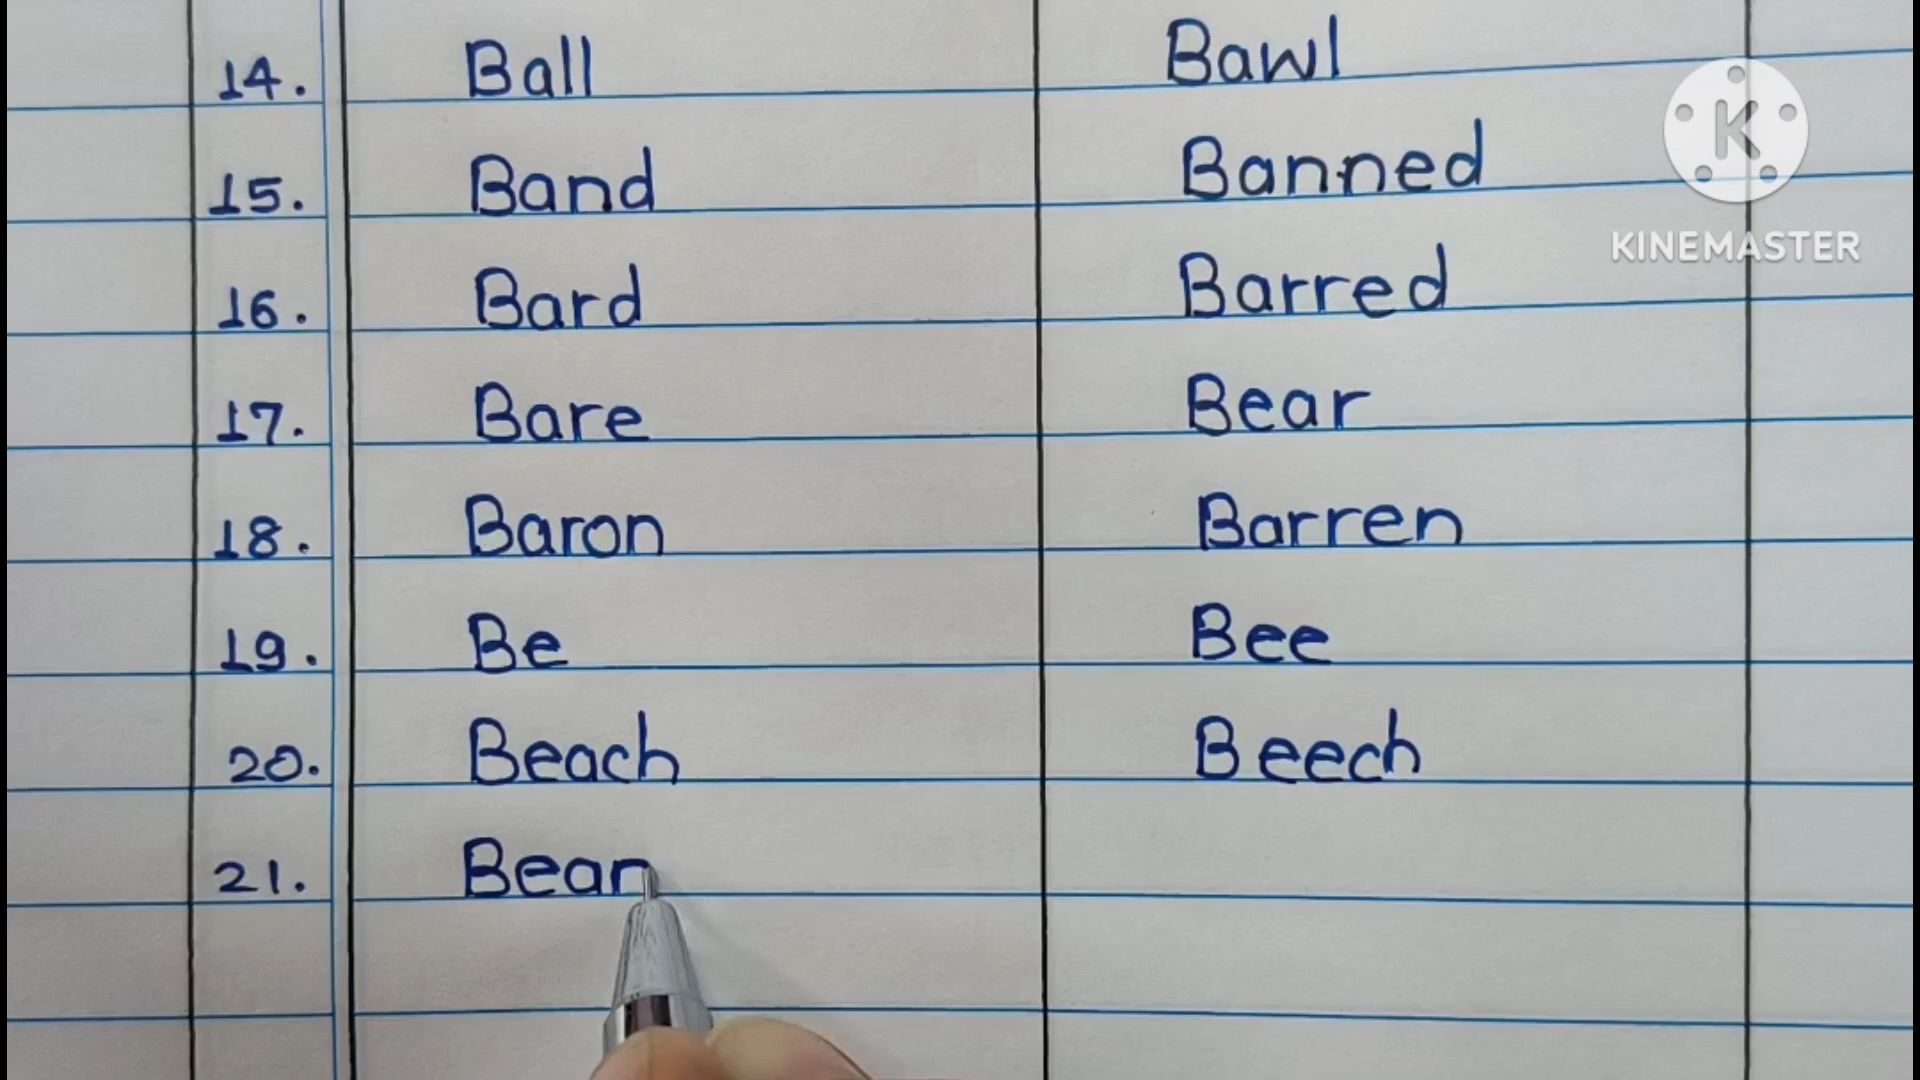 14. Ball Bawl
15. Band Banned
16. Bard Barred
17. Bare Bear
18. Baron Barren
19. Be Bee
20. Beach Beech
21. Bean
K
KINEMASTER